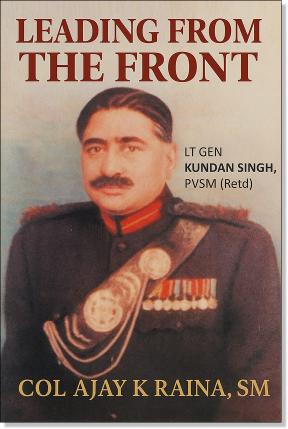 LEADING FROM
THE FRONT
LT GEN
KUNDAN SINGH,
PVSM (Retd)
COL AJAY K RAINA, SM